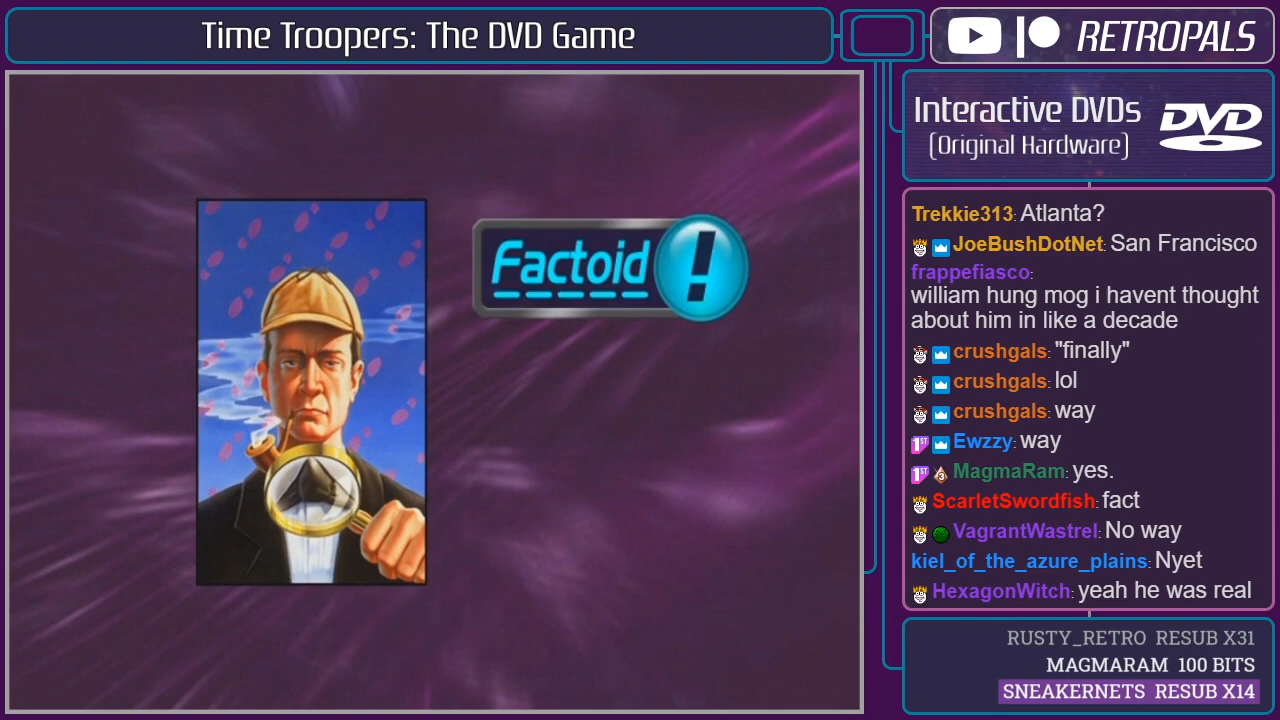 Time Troopers: The DVD Game
RETROPALS
Interactive DVDs
(Original Hardware)
DVD
Factoid !
Trekkie313: Atlanta?
JoeBushDotNet: San Francisco
frappefiasco:
william hung mog i havent thought
about him in like a decade
crushgals: "finally"
crushgals: lol
crushgals: way
1ST Ewzzy: way
1ST 3 MagmaRam: yes.
ScarletSwordfish: fact
VagrantWastrel: No way
kiel_of_the_azure_plains: Nyet
HexagonWitch: yeah he was real
RUSTY_RETRO RESUB X31
MAGMARAM 100 BITS
SNEAKERNETS RESUB X14